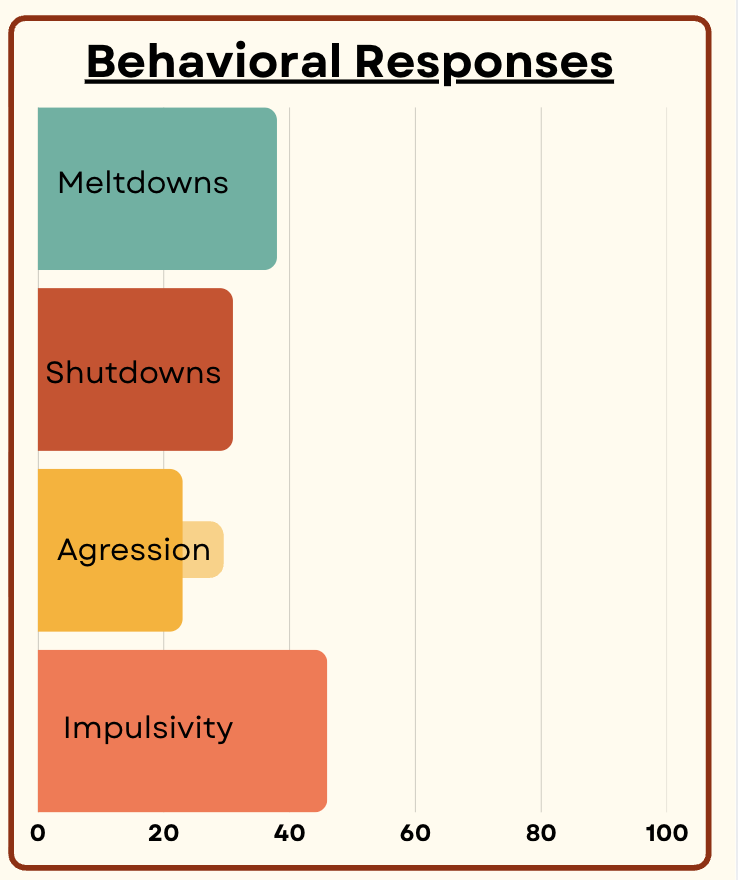 Behavioral Responses
Meltdowns
Shutdowns
Agression
Impulsivity
0 20 40 60 80 100